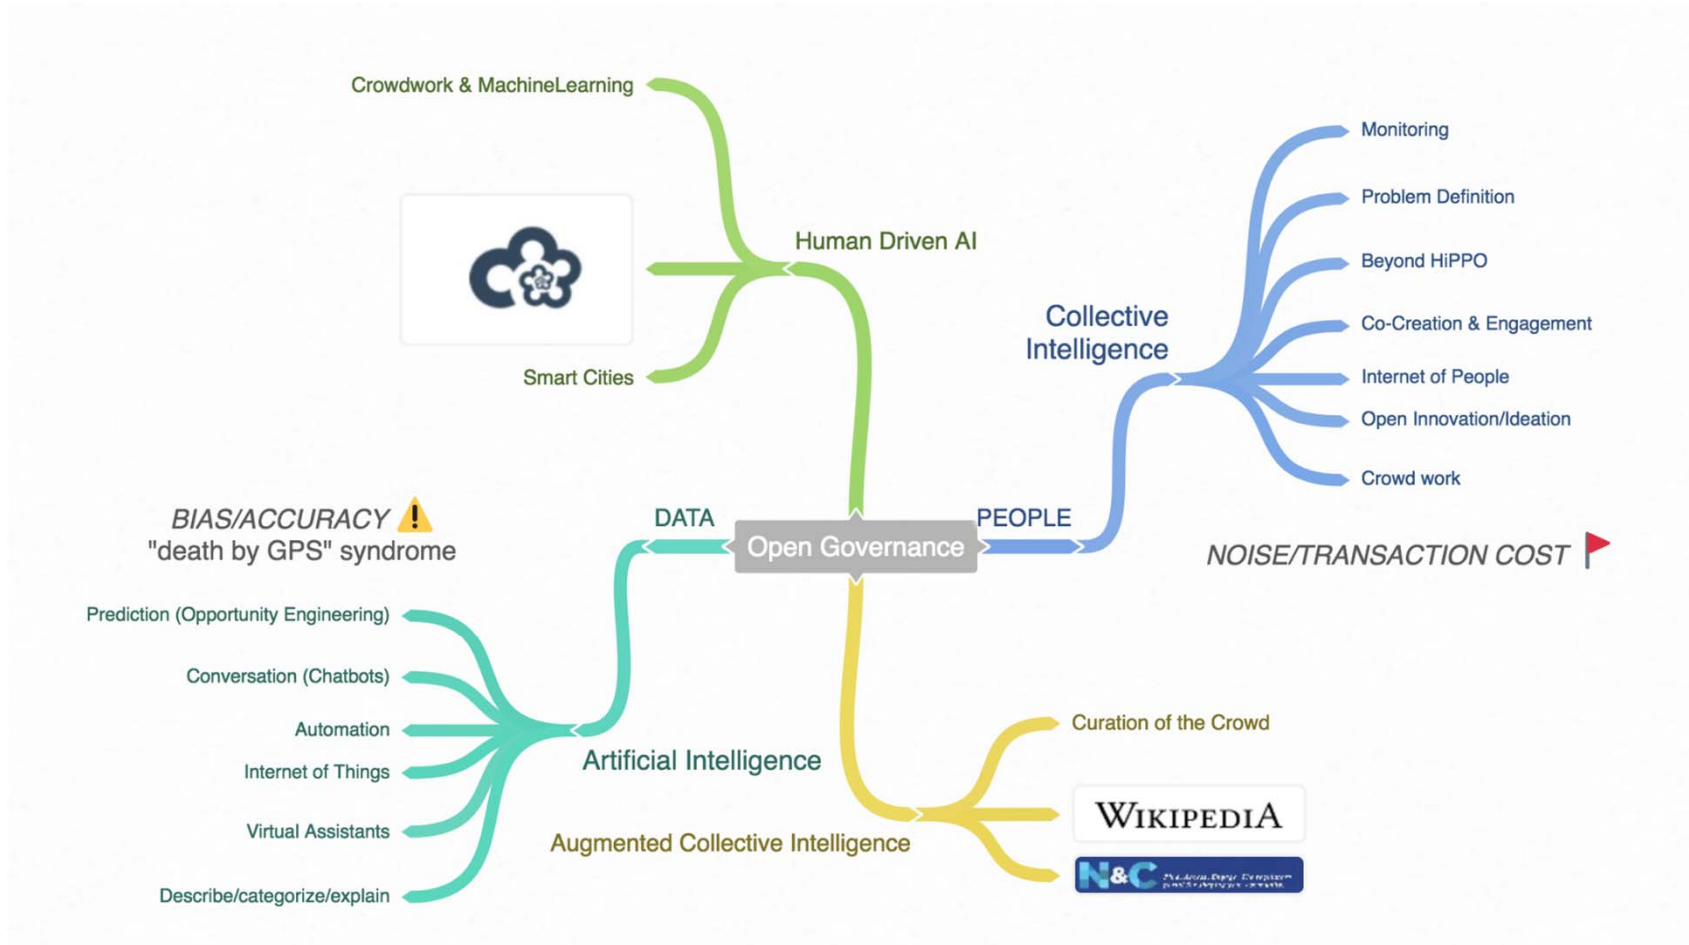 Crowdwork & MachineLearning
Human Driven AI
Smart Cities
Monitoring
Problem Definition
Beyond HiPPO
Collective
Intelligence
Co-Creation & Engagement
Internet of People
Open Innovation/Ideation
Crowd work
BIAS/ACCURACY
"death by GPS" syndrome
DATA
Open Governance
PEOPLE
NOISE/TRANSACTION COST
Prediction (Opportunity Engineering)
Conversation (Chatbots)
Automation
Internet of Things
Virtual Assistants
Describe/categorize/explain
Artificial Intelligence
Augmented Collective Intelligence
Curation of the Crowd
WIKIPEDIA
N&C